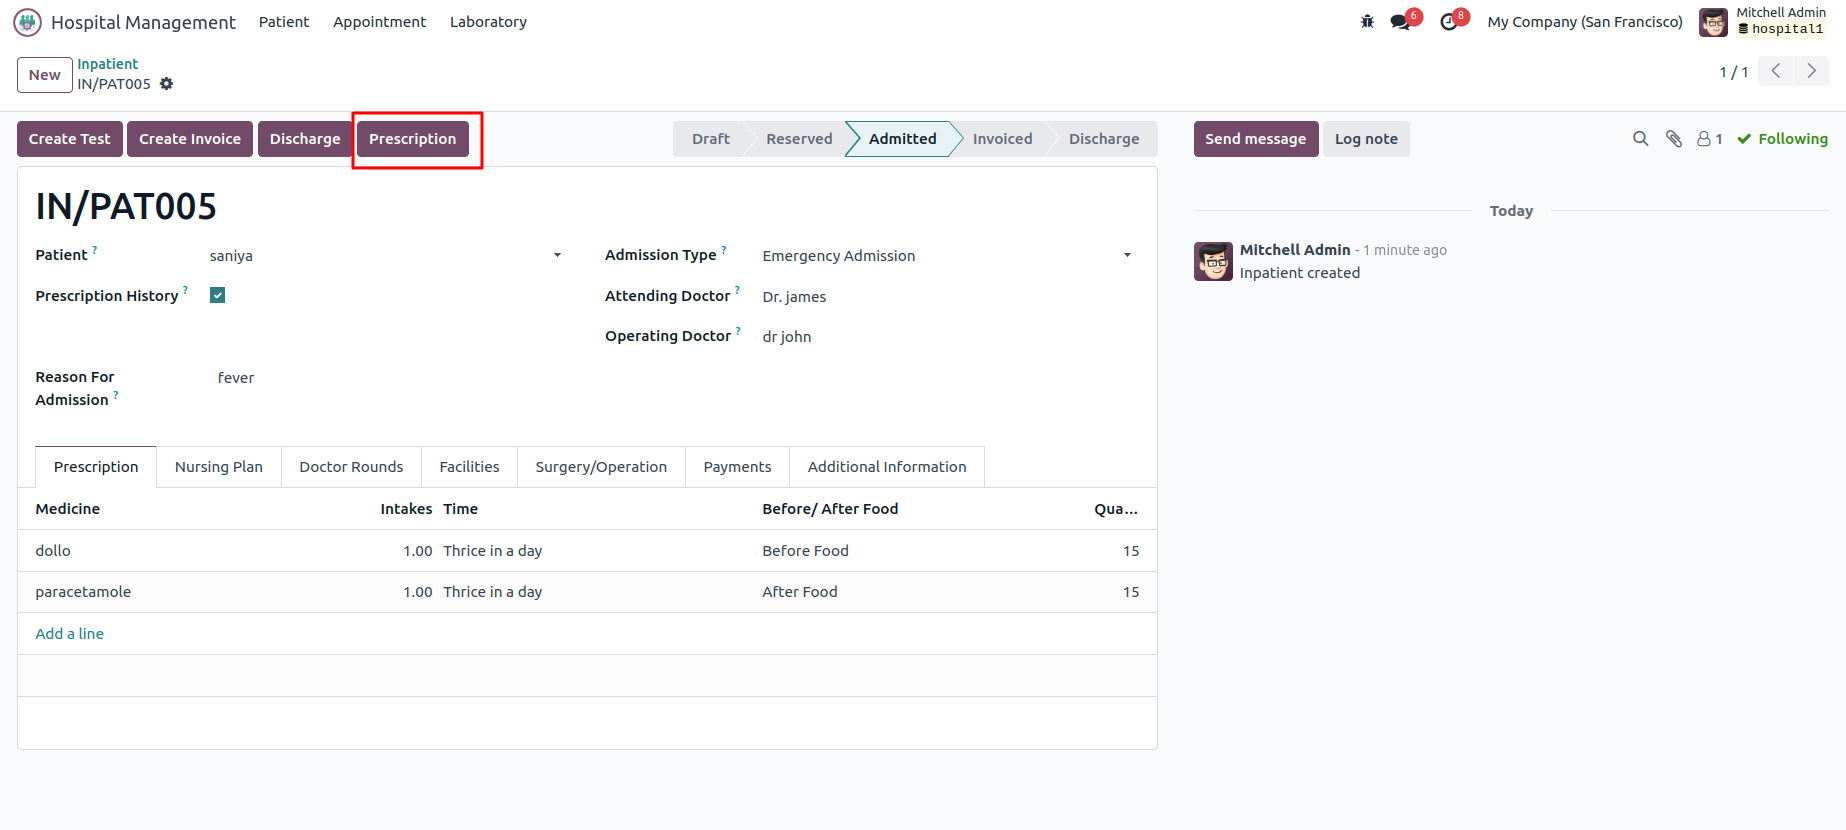 Hospital Management Patient Appointment Laboratory 6 8 My Company (San Francisco) Mitchell Admin
hospital1
New Inpatient
IN/PAT005 1 / 1
Create Test Create Invoice Discharge Prescription Draft Reserved Admitted Invoiced Discharge Send message Log note 1 Following
IN/PAT005
Today
Patient ? saniya Admission Type ? Emergency Admission
Mitchell Admin - 1 minute ago
Inpatient created
Prescription History ? Attending Doctor ? Dr. james
Operating Doctor ? dr john
Reason For
Admission ? fever
Prescription Nursing Plan Doctor Rounds Facilities Surgery/Operation Payments Additional Information
Medicine Intakes Time Before/ After Food Qua...
dollo 1.00 Thrice in a day Before Food 15
paracetamole 1.00 Thrice in a day After Food 15
Add a line